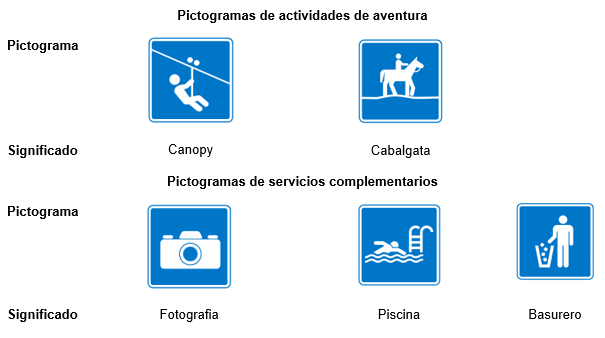 Pictogramas de actividades de aventura
Pictograma
Significado Canopy Cabalgata
Pictogramas de servicios complementarios
Pictograma
Significado Fotografia Piscina Basurero